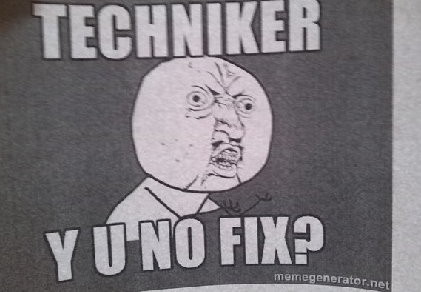 TECHNIKER
Y U NO FIX?
memegenerator.net